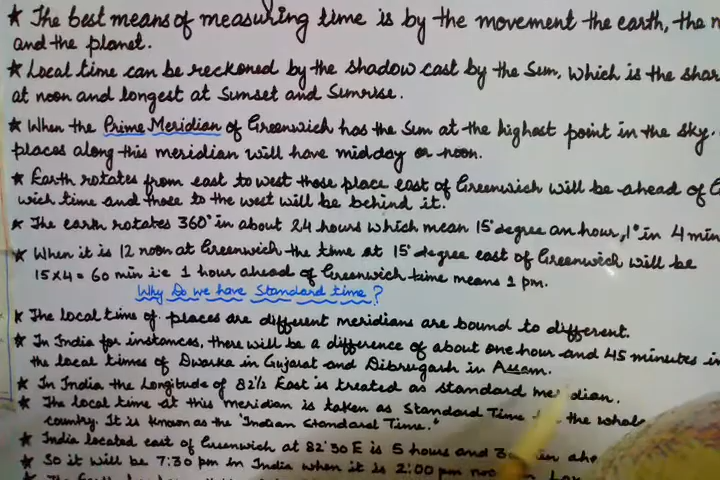 * The best means of measuring time is by the movement the earth, the
and the planet.
* Local time can be reckoned by the shadow cast by the Sun, which is the
at noon and longest at Sunset and Sunrise.
* When the Prime Meridian of Greenwich has the Sun at the highest point in the sky,
places along this meridian will have midday or noon.
* Earth rotates from east to west those place east of Greenwich will be ahead of
wich time and those to the west will be behind it.
* The earth rotates 360° in about 24 hours which mean 15° degree an hour, 1° in 4 min
* When it is 12 noon at Greenwich the time at 15° degree east of Greenwich will be
15x4 = 60 min i.e 1 hour ahead of Greenwich time means 1 pm.
Why Do we have Standard time?
* The local time of places are different meridians are bound to different.
* In India for instances, there will be a difference of about one hour and 45 minutes in
the local times of Dwarka in Gujarat and Dibrugarh in Assam.
* In India the longitude of 82½ East is treated as standard me dian.
* The local time at this meridian is taken as Standard Time the whole
country. It is known as the "Indian Standard Time."
* India located east of Greenwich at 82°30 E is 5 hours and
* So it will be 7:30 pm in India when it is 2:00 pm